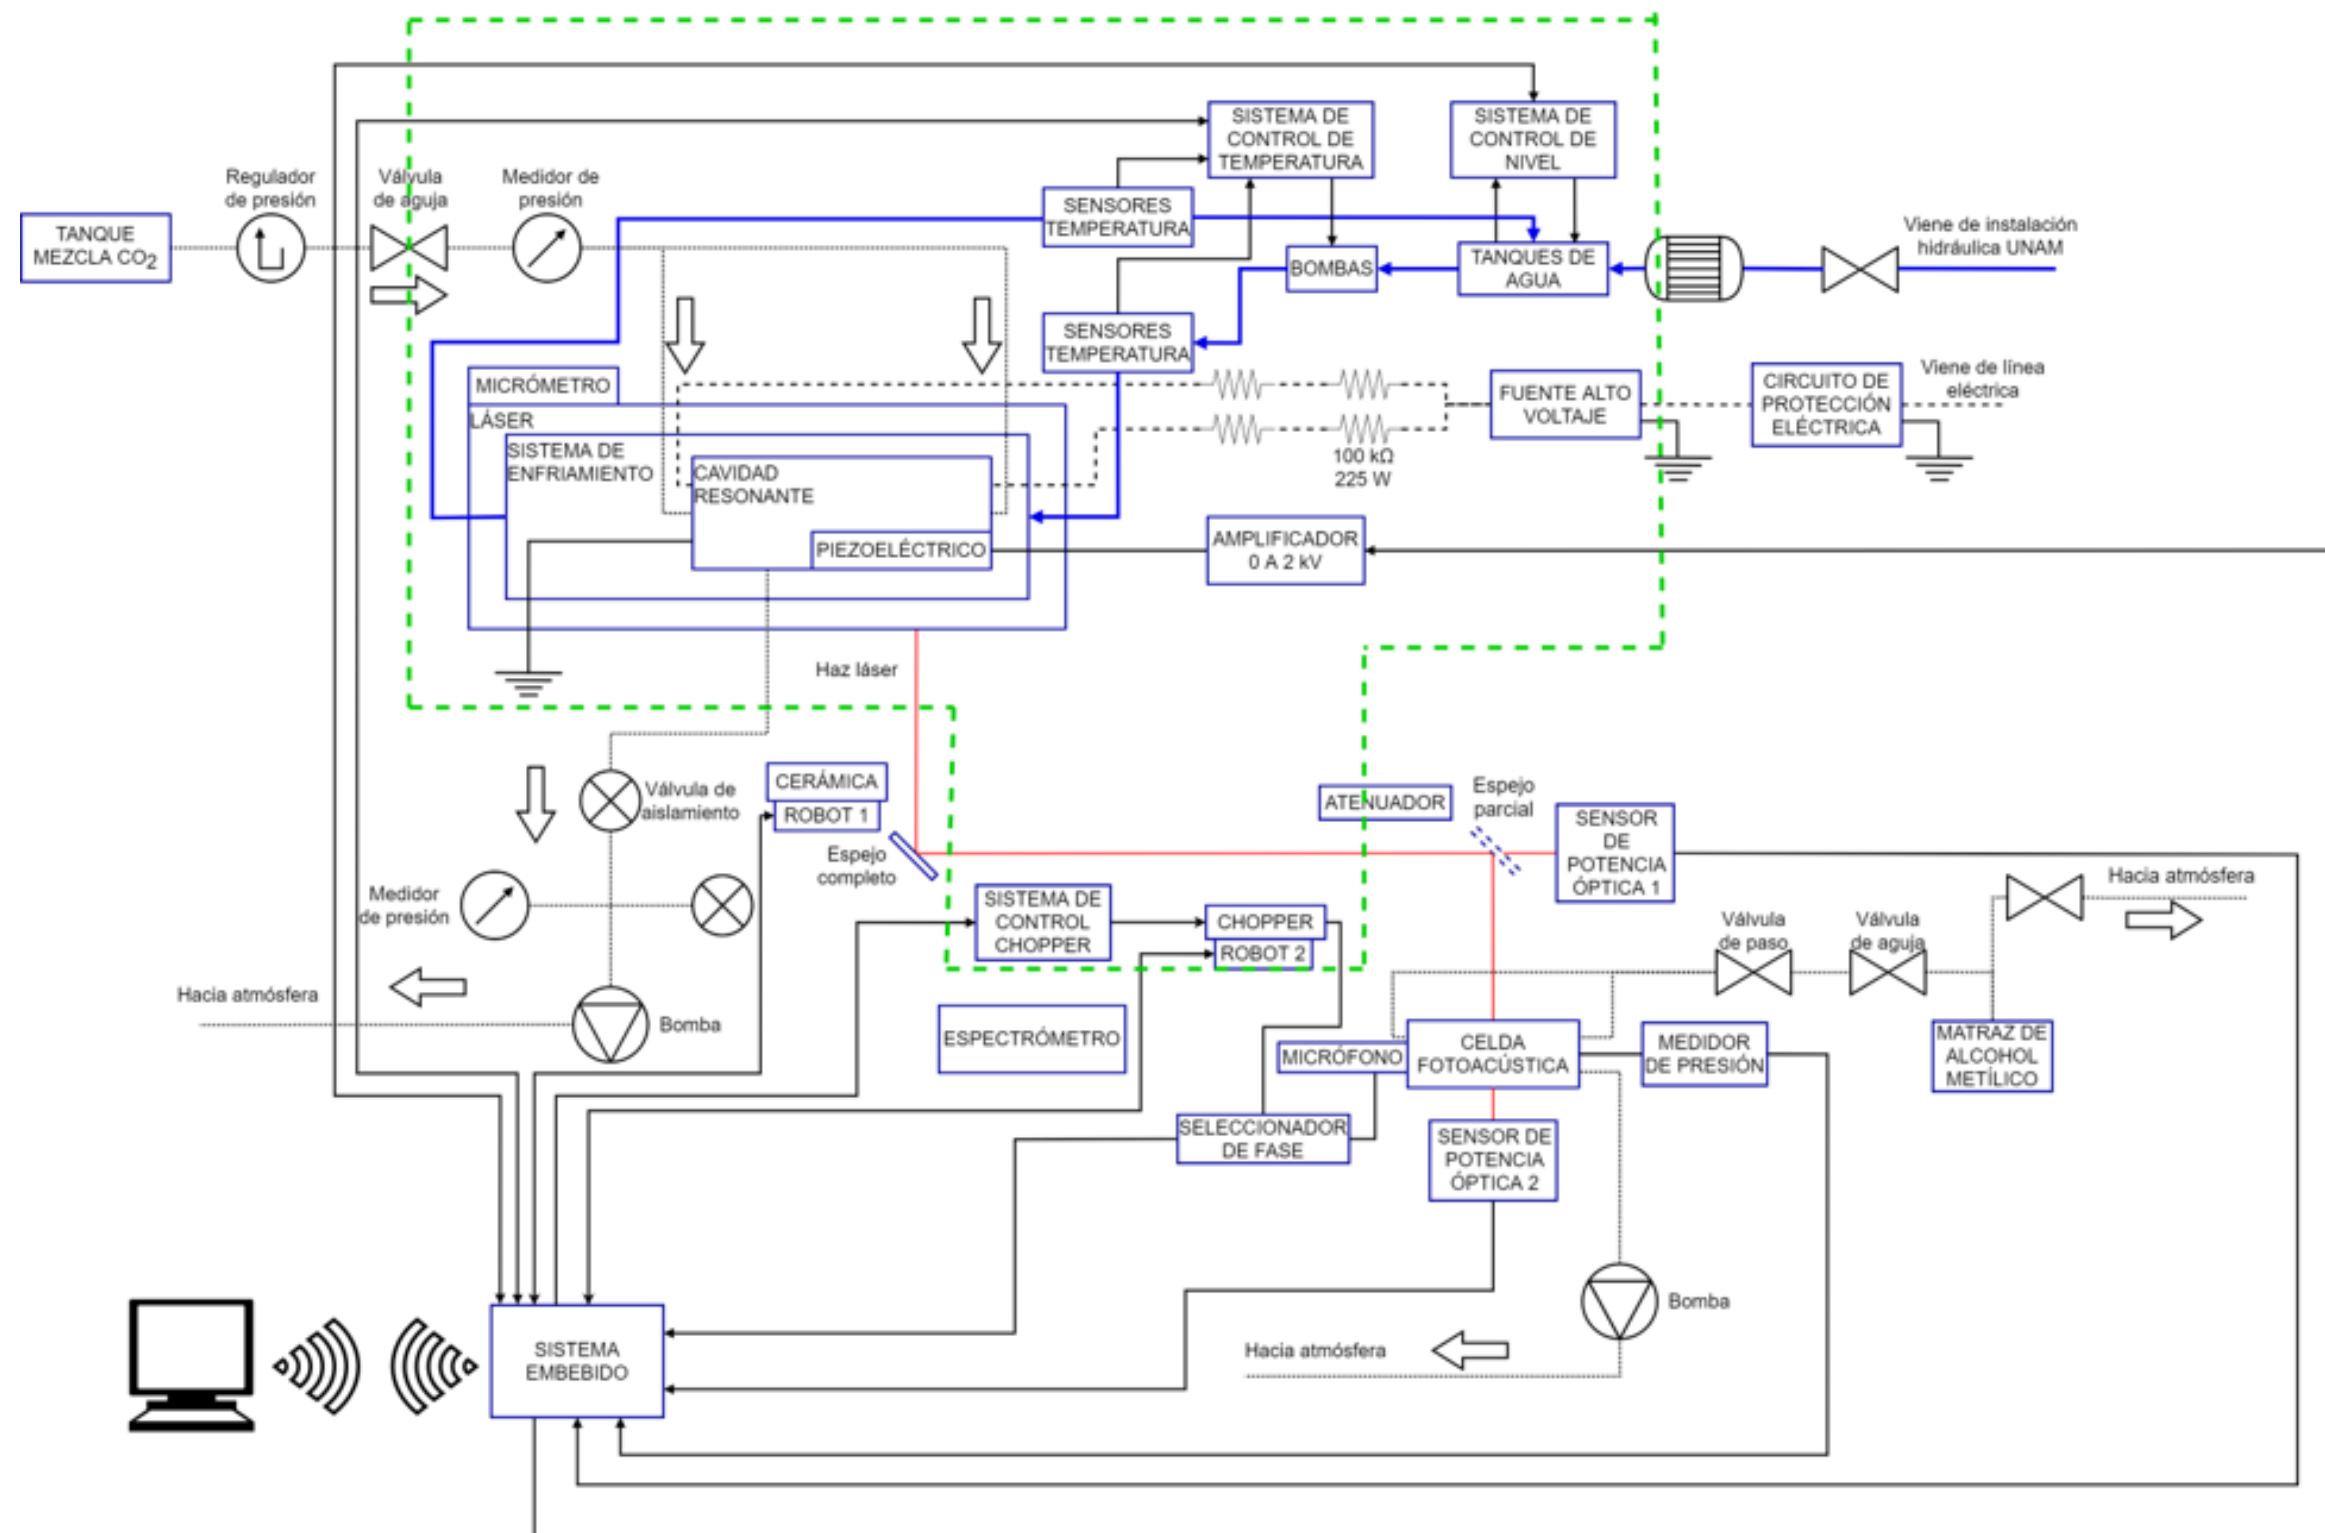 SISTEMA DE
CONTROL DE
TEMPERATURA
SISTEMA DE
CONTROL DE
NIVEL
Regulador
de presión
Válvula
de aguja
Medidor de
presión
TANQUE
MEZCLA CO2
SENSORES
TEMPERATURA
BOMBAS
TANQUES DE
AGUA
Viene de instalación
hidráulica UNAM
SENSORES
TEMPERATURA
MICRÓMETRO
LÁSER
SISTEMA DE
ENFRIAMIENTO
CAVIDAD
RESONANTE
PIEZOELÉCTRICO
100 kΩ
225 W
FUENTE ALTO
VOLTAJE
CIRCUITO DE
PROTECCIÓN
ELÉCTRICA
Viene de línea
eléctrica
AMPLIFICADOR
0 A 2 kV
Haz láser
Válvula de
aislamiento
CERÁMICA
ROBOT 1
Espejo
completo
ATENUADOR
Espejo
parcial
SENSOR
DE
POTENCIA
ÓPTICA 1
Medidor
de presión
SISTEMA DE
CONTROL
CHOPPER
CHOPPER
ROBOT 2
Válvula
de paso
Válvula
de aguja
Hacia atmósfera
Hacia atmósfera
Bomba
ESPECTRÓMETRO
MICRÓFONO
CELDA
FOTOACÚSTICA
MEDIDOR
DE PRESIÓN
MATRAZ DE
ALCOHOL
METÍLICO
SELECCIONADOR
DE FASE
SENSOR DE
POTENCIA
ÓPTICA 2
Bomba
Hacia atmósfera
SISTEMA
EMBEBIDO